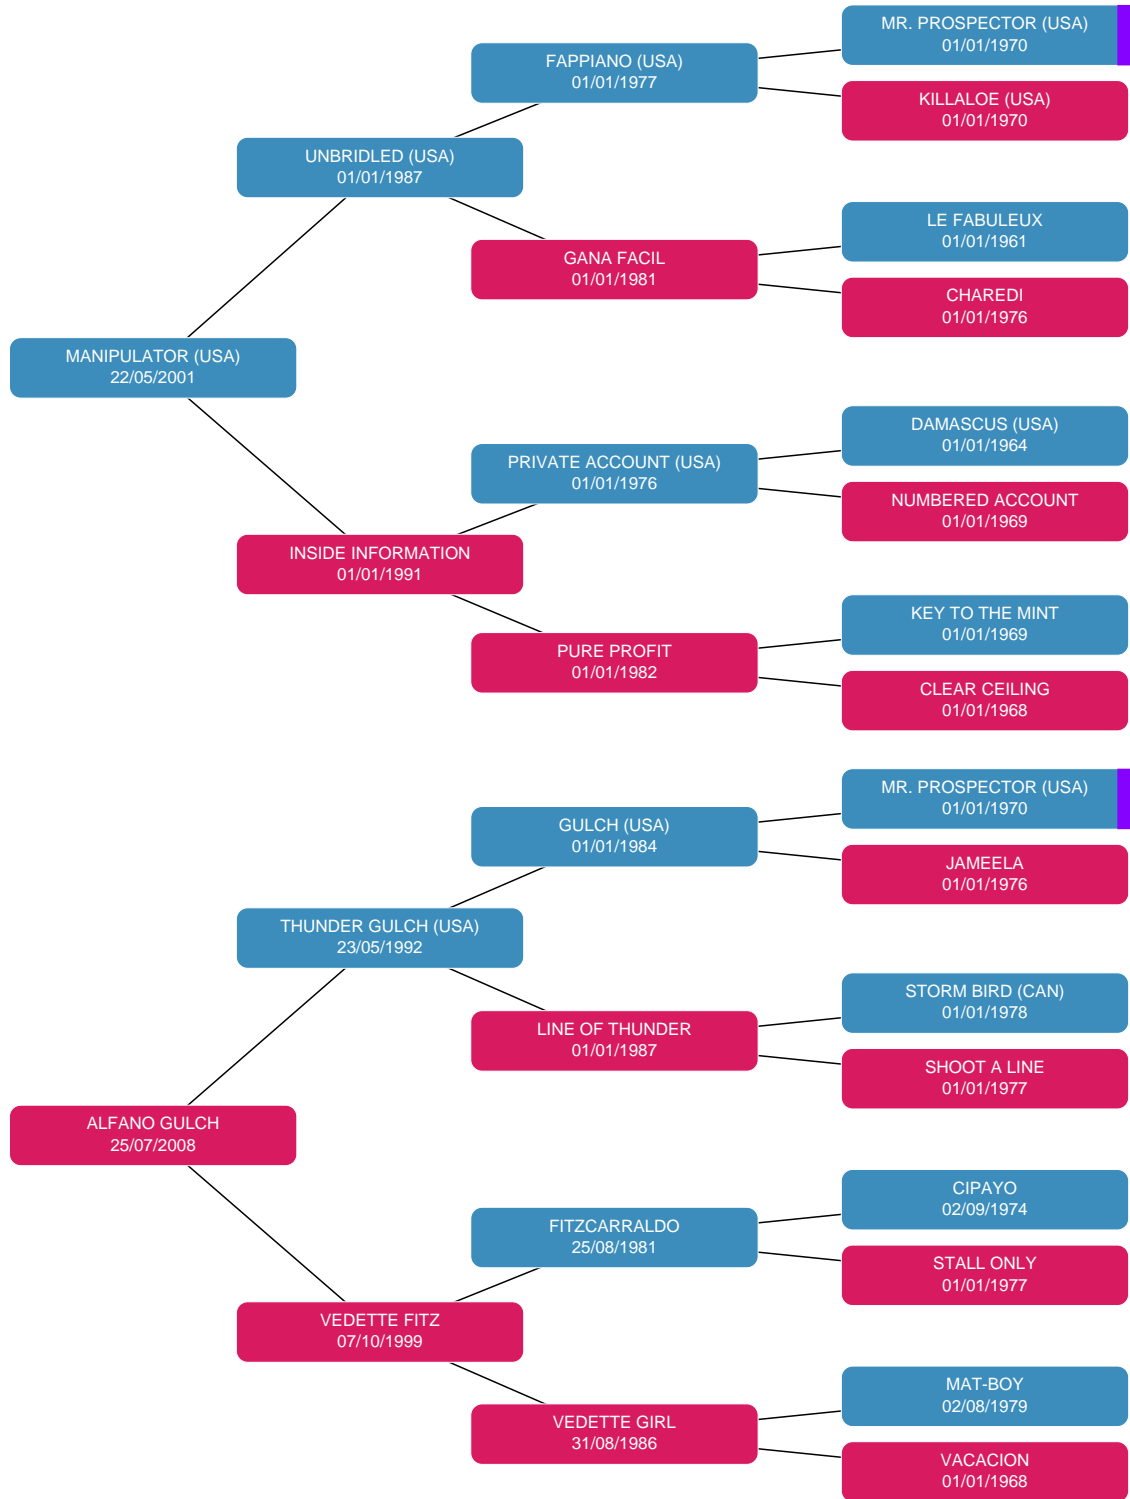 MR. PROSPECTOR (USA)
01/01/1970
FAPPIANO (USA)
01/01/1977
KILLALOE (USA)
01/01/1970
UNBRIDLED (USA)
01/01/1987
LE FABULEUX
01/01/1961
GANA FACIL
01/01/1981
CHAREDI
01/01/1976
MANIPULATOR (USA)
22/05/2001
DAMASCUS (USA)
01/01/1964
PRIVATE ACCOUNT (USA)
01/01/1976
NUMBERED ACCOUNT
01/01/1969
INSIDE INFORMATION
01/01/1991
KEY TO THE MINT
01/01/1969
PURE PROFIT
01/01/1982
CLEAR CEILING
01/01/1968
MR. PROSPECTOR (USA)
01/01/1970
GULCH (USA)
01/01/1984
JAMEELA
01/01/1976
THUNDER GULCH (USA)
23/05/1992
STORM BIRD (CAN)
01/01/1978
LINE OF THUNDER
01/01/1987
SHOOT A LINE
01/01/1977
ALFANO GULCH
25/07/2008
CIPAYO
02/09/1974
FITZCARRALDO
25/08/1981
STALL ONLY
01/01/1977
VEDETTE FITZ
07/10/1999
MAT-BOY
02/08/1979
VEDETTE GIRL
31/08/1986
VACACION
01/01/1968